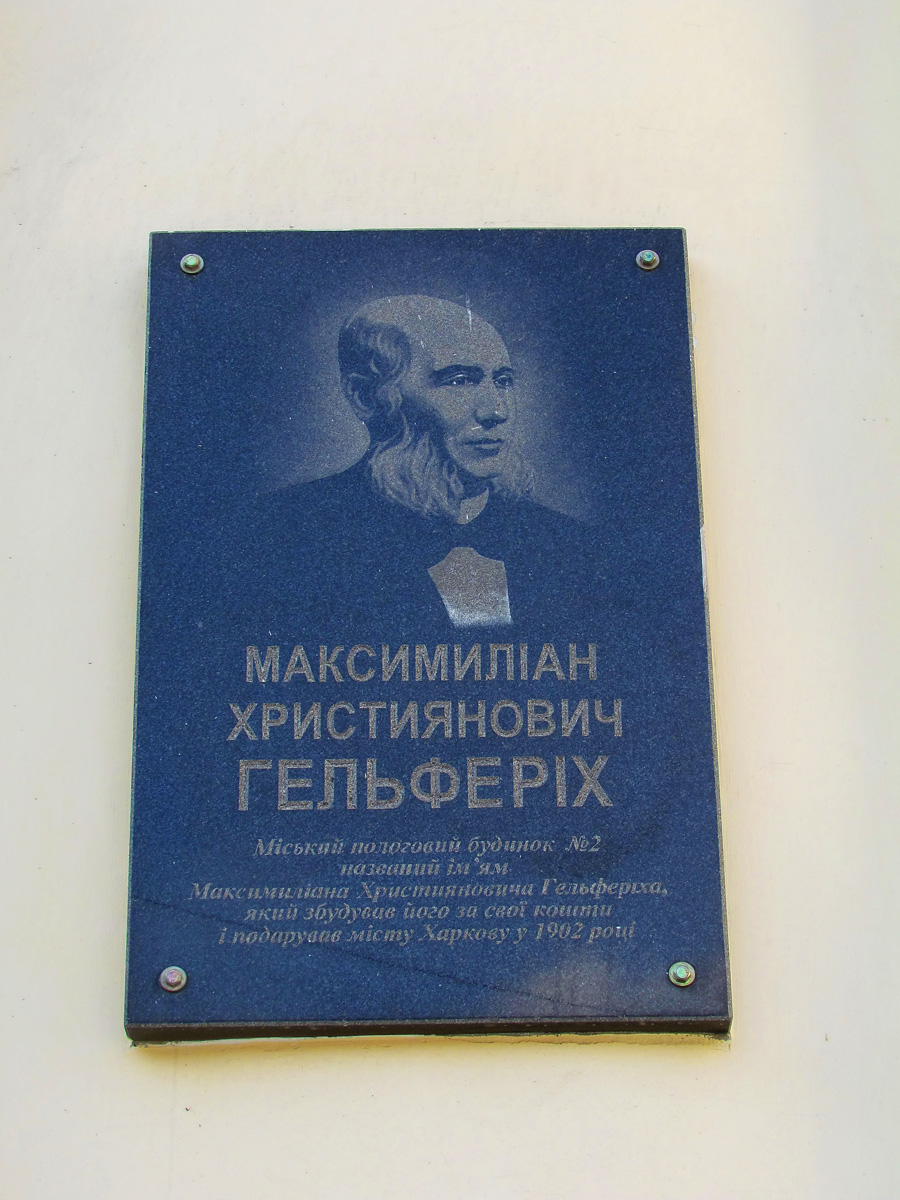 МАКСИМИЛІАН
ХРИСТИЯНОВИЧ
ГЕЛЬФЕРІХ
Міський пологовий будинок №2
названий ім'ям
Максиміліана Християновича Гельферіха,
який збудував його за свої кошти
і подарував місту Харкову у 1902 році